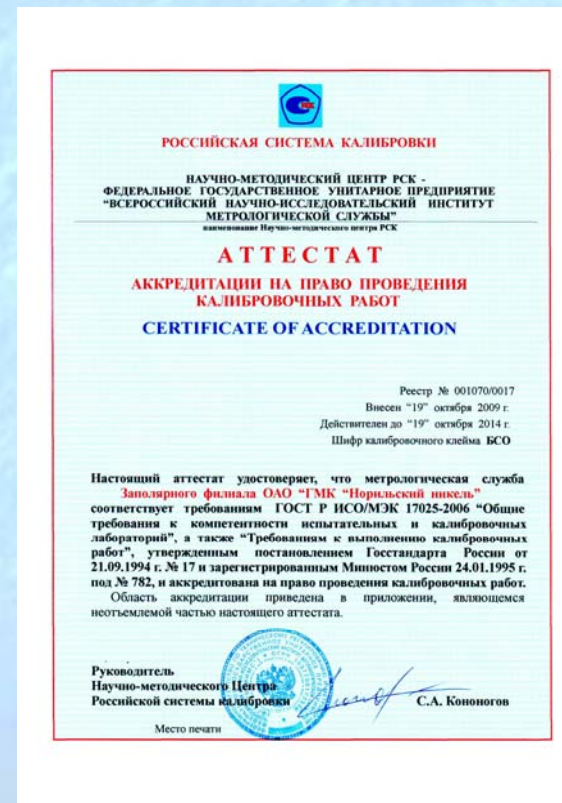 РСК
РОССИЙСКАЯ СИСТЕМА КАЛИБРОВКИ
НАУЧНО-МЕТОДИЧЕСКИЙ ЦЕНТР РСК -
ФЕДЕРАЛЬНОЕ ГОСУДАРСТВЕННОЕ УНИТАРНОЕ ПРЕДПРИЯТИЕ
“ВСЕРОССИЙСКИЙ НАУЧНО-ИССЛЕДОВАТЕЛЬСКИЙ ИНСТИТУТ
МЕТРОЛОГИЧЕСКОЙ СЛУЖБЫ”
наименование Научно-методического центра РСК
АТТЕСТАТ
АККРЕДИТАЦИИ НА ПРАВО ПРОВЕДЕНИЯ
КАЛИБРОВОЧНЫХ РАБОТ
CERTIFICATE OF ACCREDITATION
Реестр № 001070/0017
Внесен “19” октября 2009 г.
Действителен до “19” октября 2014 г.
Шифр калибровочного клейма БСО
Настоящий аттестат удостоверяет, что метрологическая служба
Заполярного филиала ОАО “ГМК “Норильский никель”
соответствует требованиям ГОСТ Р ИСО/МЭК 17025-2006 “Общие
требования к компетентности испытательных и калибровочных
лабораторий”, а также “Требованиям к выполнению калибровочных
работ”, утвержденным постановлением Госстандарта России от
21.09.1994 г. № 17 и зарегистрированным Минюстом России 24.01.1995 г.
под № 782, и аккредитована на право проведения калибровочных работ.
Область аккредитации приведена в приложении, являющемся
неотъемлемой частью настоящего аттестата.
Руководитель
Научно-методического Центра
Российской системы калибровки
С.А. Кононогов
Место печати